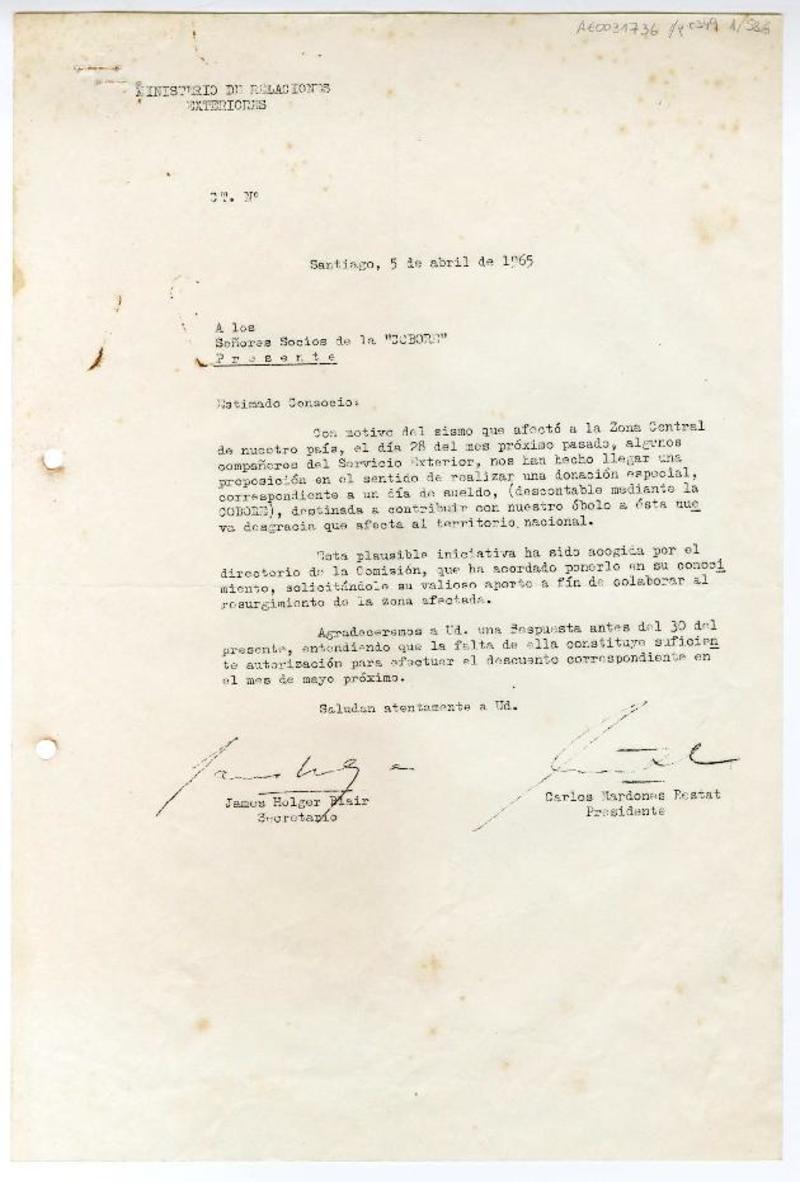 AE0031736
MINISTERIO DE RELACIONES
EXTERIORES
CT. Nº
Santiago, 5 de abril de 1965
A los
Señores Socios de la "COBORE"
P r e s e n t e
Estimado Consocio:
Con motivo del sismo que afectó a la Zona Central
de nuestro país, el día 28 del mes próximo pasado, algunos
compañeros del Servicio Exterior, nos han hecho llegar una
proposición en el sentido de realizar una donación especial,
correspondiente a un día de sueldo, (descontable mediante la
COBORE), destinada a contribuir con nuestro óbolo a ésta nue
va desgracia que afecta al territorio nacional.
Esta plausible iniciativa ha sido acogida por el
directorio de la Comisión, que ha acordado ponerlo en su conoci
miento, solicitándole su valioso aporte a fín de colaborar al
resurgimiento de la zona afectada.
Agradeceremos a Ud. una Respuesta antes del 30 del
presente, entendiendo que la falta de ella constituye suficien
te autorización para efectuar el descuento correspondiente en
el mes de mayo próximo.
Saludan atentamente a Ud.
James Holger Blair
Secretario
Carlos Mardones Restat
Presidente